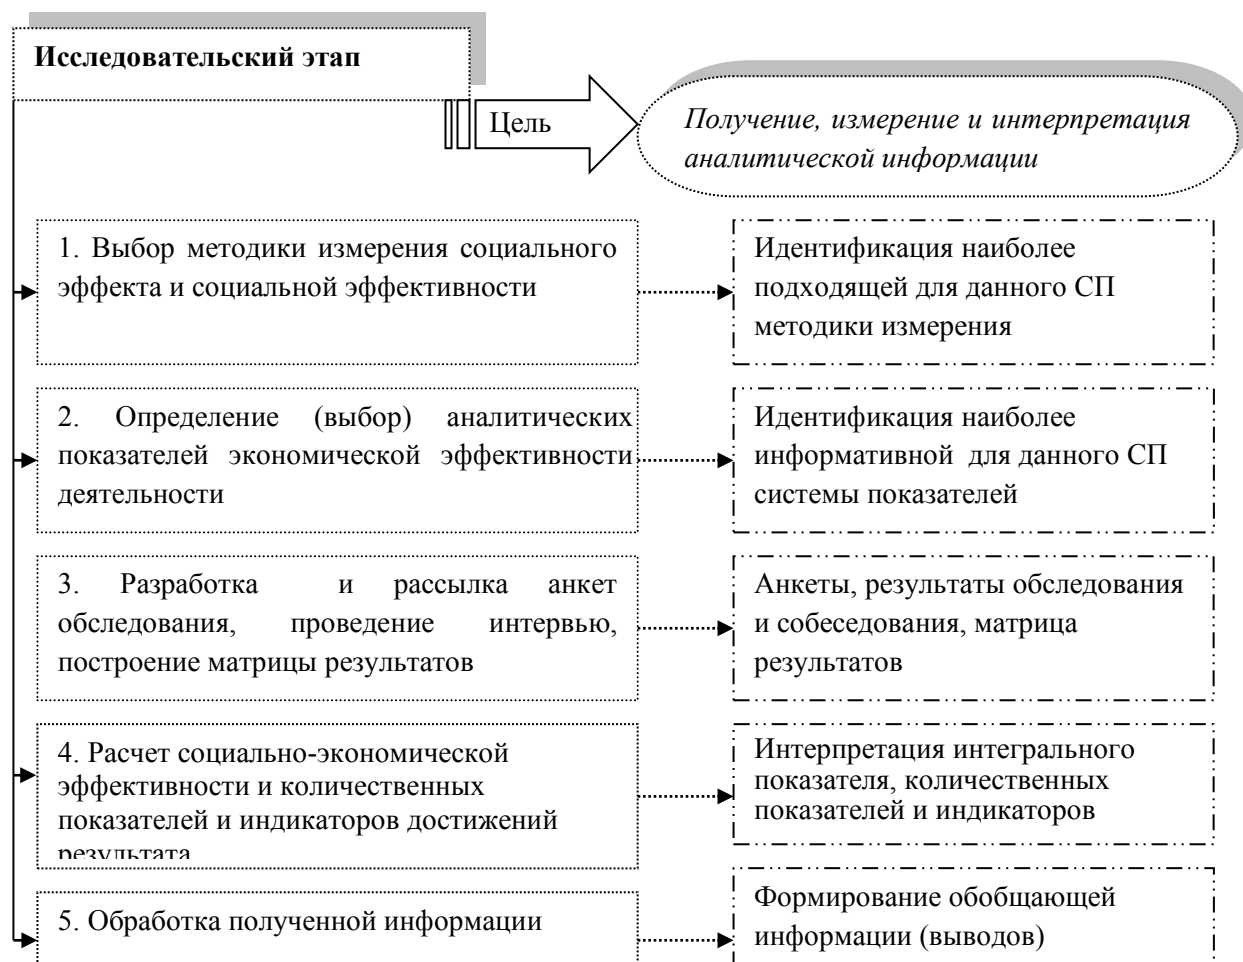 Исследовательский этап
Цель
Получение, измерение и интерпретация
аналитической информации
1. Выбор методики измерения социального
эффекта и социальной эффективности
Идентификация наиболее
подходящей для данного СП
методики измерения
2. Определение (выбор) аналитических
показателей экономической эффективности
деятельности
Идентификация наиболее
информативной для данного СП
системы показателей
3. Разработка и рассылка анкет
обследования, проведение интервью,
построение матрицы результатов
Анкеты, результаты обследования
и собеседования, матрица
результатов
4. Расчет социально-экономической
эффективности и количественных
показателей и индикаторов достижений
результата
Интерпретация интегрального
показателя, количественных
показателей и индикаторов
5. Обработка полученной информации
Формирование обобщающей
информации (выводов)